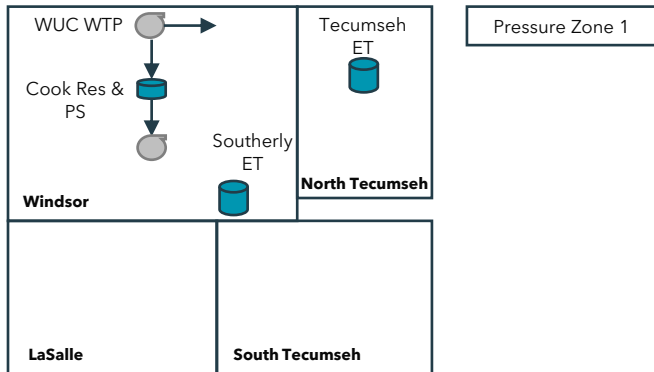 WUC WTP
Cook Res &
PS
Southerly
ET
Windsor
Tecumseh
ET
North Tecumseh
Pressure Zone 1
LaSalle
South Tecumseh